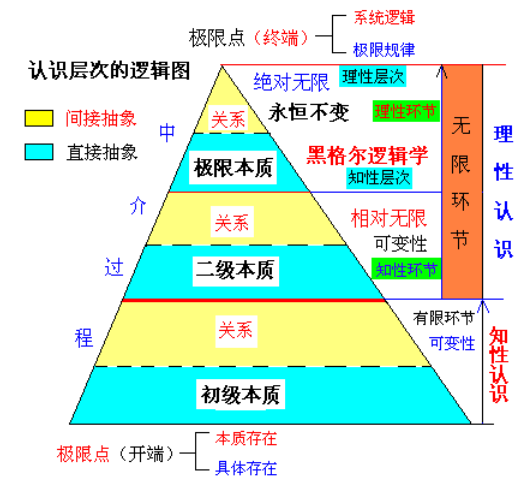 系统逻辑
极限点（终端）
极限规律
认识层次的逻辑图
绝对无限
理性层次
间接抽象
直接抽象
中介过程
关系
永恒不变
理性环节
极限本质
黑格尔逻辑学
知性层次
无限环节
理性认识
关系
相对无限
可变性
二级本质
知性环节
关系
有限环节
可变性
知性认识
初级本质
本质存在
极限点（开端）
具体存在